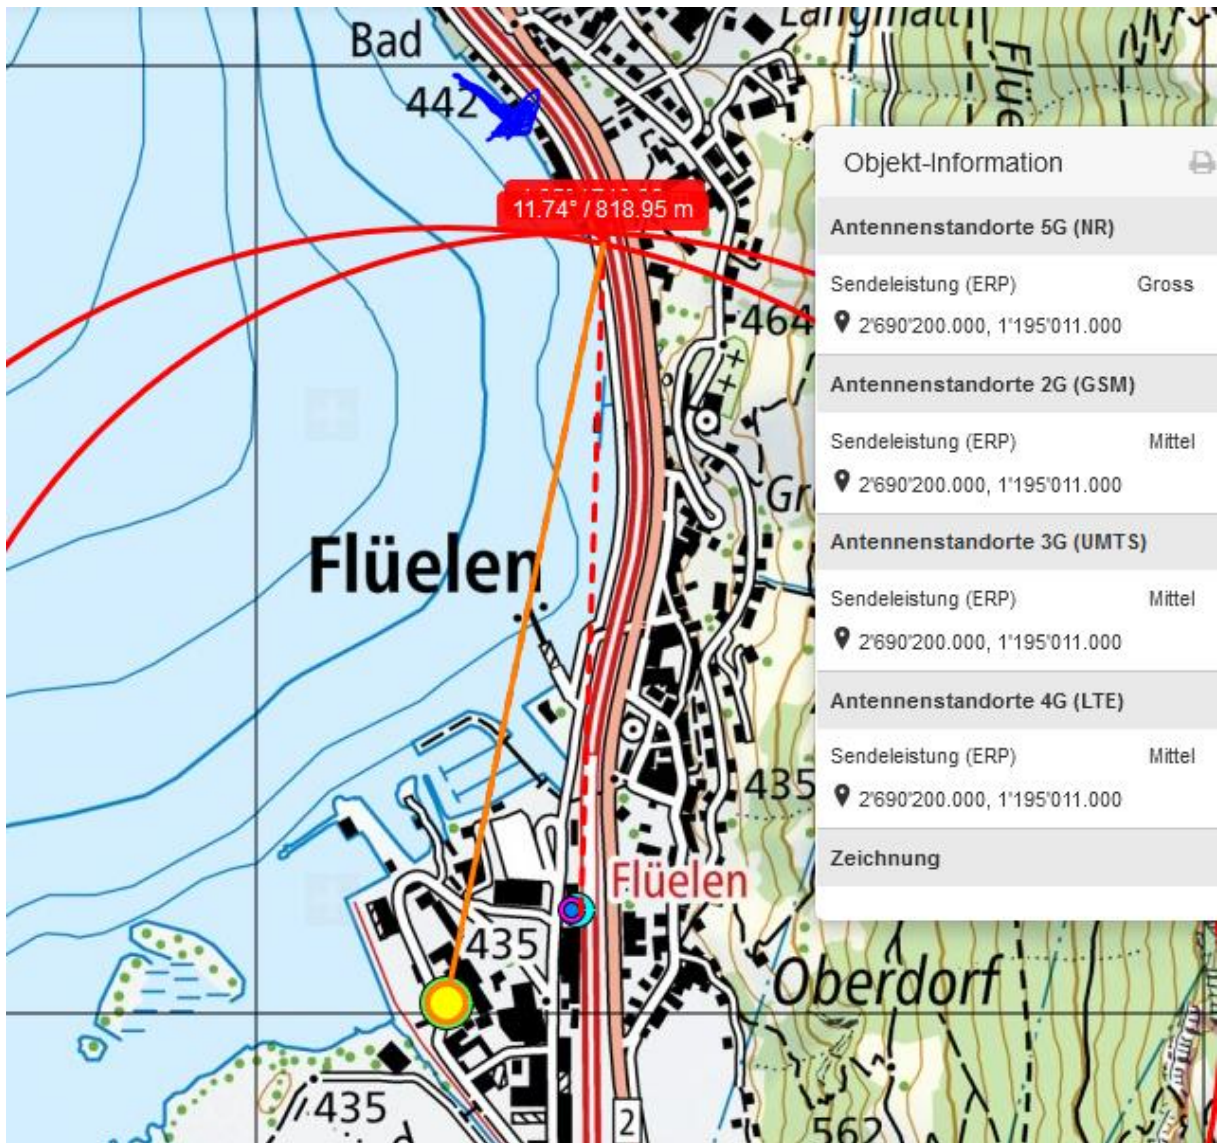 Bad
Langmatt
Flüe
442
11.74° / 818.95 m
464
Gr
Flüelen
435
Flüelen
435
Oberdorf
435
2
562
Objekt-Information
Antennenstandorte 5G (NR)
Sendeleistung (ERP) Gross
2'690'200.000, 1'195'011.000
Antennenstandorte 2G (GSM)
Sendeleistung (ERP) Mittel
2'690'200.000, 1'195'011.000
Antennenstandorte 3G (UMTS)
Sendeleistung (ERP) Mittel
2'690'200.000, 1'195'011.000
Antennenstandorte 4G (LTE)
Sendeleistung (ERP) Mittel
2'690'200.000, 1'195'011.000
Zeichnung